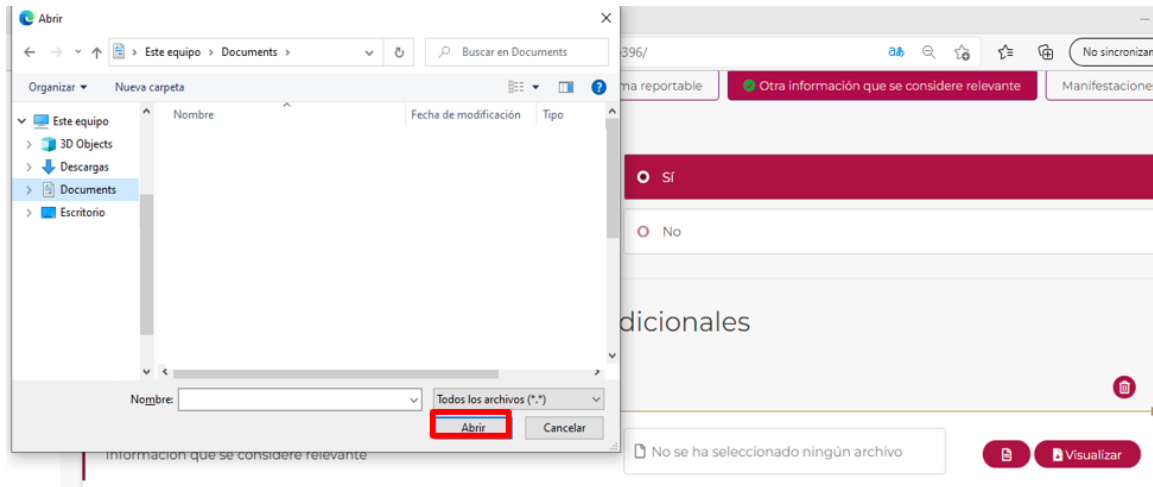 Abrir
Este equipo > Documents >
Buscar en Documents
396/
No sincronizar
Organizar
Nueva carpeta
ma reportable
Otra información que se considere relevante
Manifestaciones
Este equipo
3D Objects
Descargas
Documents
Escritorio
Nombre
Fecha de modificación
Tipo
Sí
No
dicionales
Nombre:
Todos los archivos (*.*)
Abrir
Cancelar
Información que se considere relevante
No se ha seleccionado ningún archivo
Visualizar